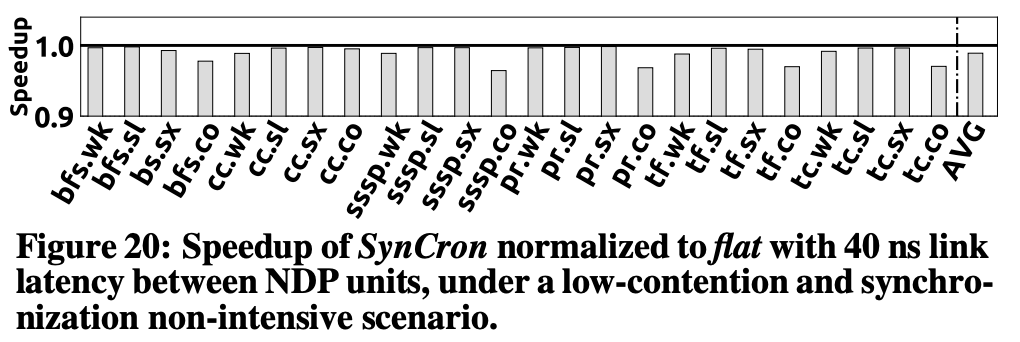 Speedup
1.0
0.9
bfs.wk
bfs.sl
bs.sx
bfs.co
cc.wk
cc.sl
cc.sx
cc.co
sssp.wk
sssp.sl
sssp.sx
sssp.co
pr.wk
pr.sl
pr.sx
pr.co
tf.wk
tf.sl
tf.sx
tf.co
tc.wk
tc.sl
tc.sx
tc.co
AVG
Figure 20: Speedup of SynCron normalized to flat with 40 ns link
latency between NDP units, under a low-contention and synchro-
nization non-intensive scenario.